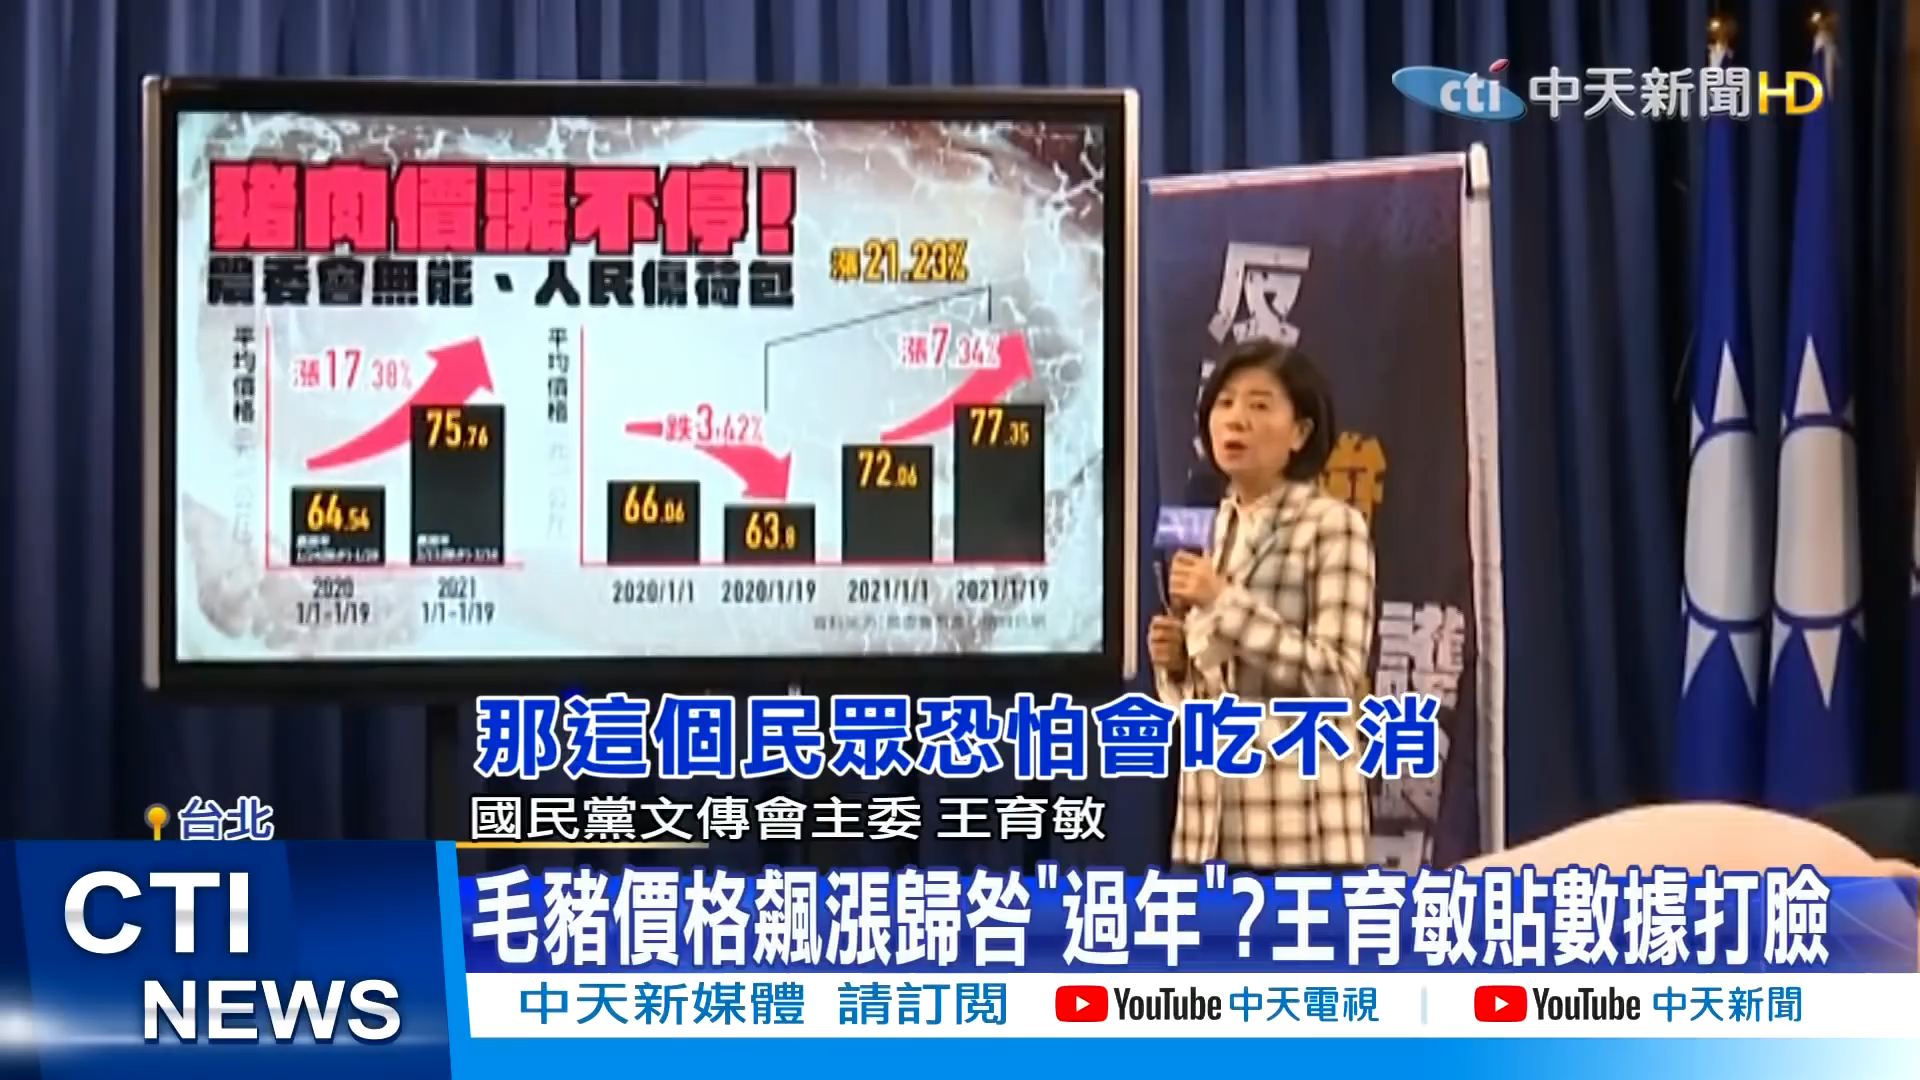 cti 中天新聞HD
豬肉價漲不停!
農委會無能、人民傷荷包
漲21.23%
平均價格
漲17.38%
64.54
75.76
2020
1/1-1/19
2021
1/1-1/19
平均價格
跌3.42%
漲7.34%
66.06
63.8
72.06
77.35
2020/1/1
2020/1/19
2021/1/1
2021/1/19
反
護
那這個民眾恐怕會吃不消
台北
國民黨文傳會主委 王育敏
CTI
NEWS
毛豬價格飆漲歸咎"過年"?王育敏貼數據打臉
中天新媒體 請訂閱 YouTube 中天電視 | YouTube 中天新聞